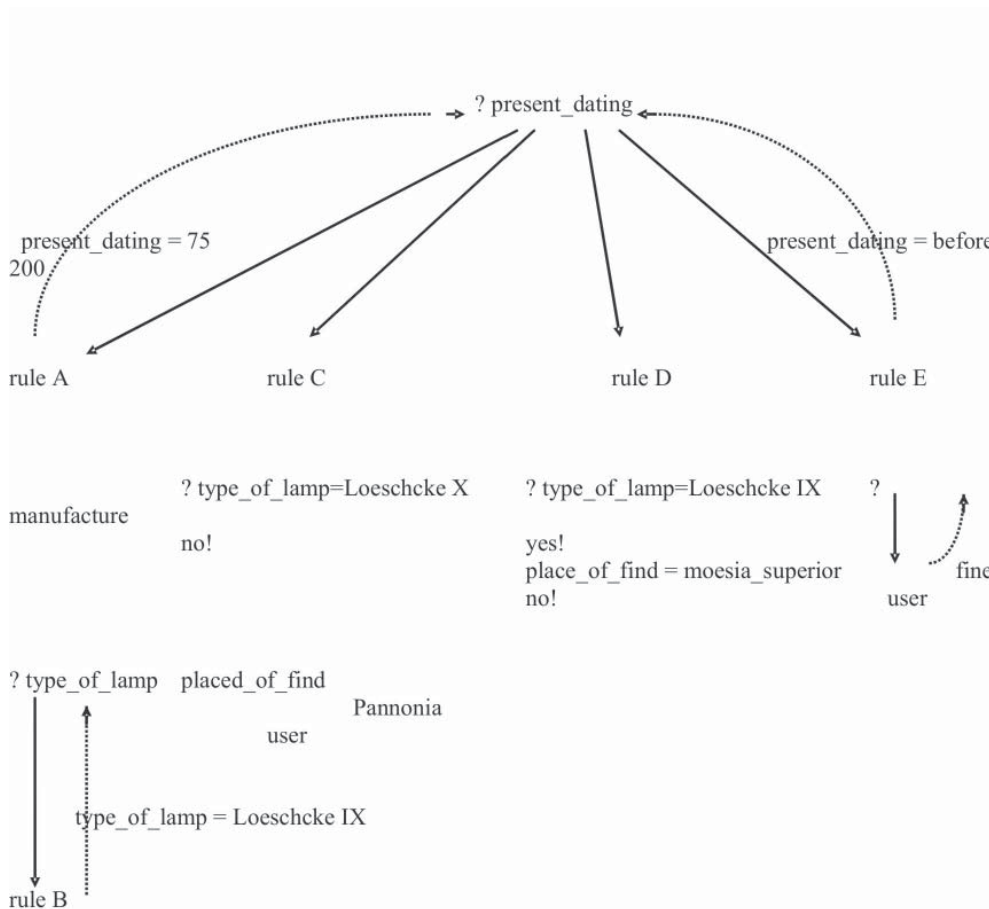 ? present_dating
present_dating = 75
200
present_dating = before
rule A
rule C
rule D
rule E
? type_of_lamp=Loeschcke X
? type_of_lamp=Loeschcke IX
?
manufacture
no!
yes!
place_of_find = moesia_superior
fine
no!
user
? type_of_lamp placed_of_find
Pannonia
user
type_of_lamp = Loeschcke IX
rule B